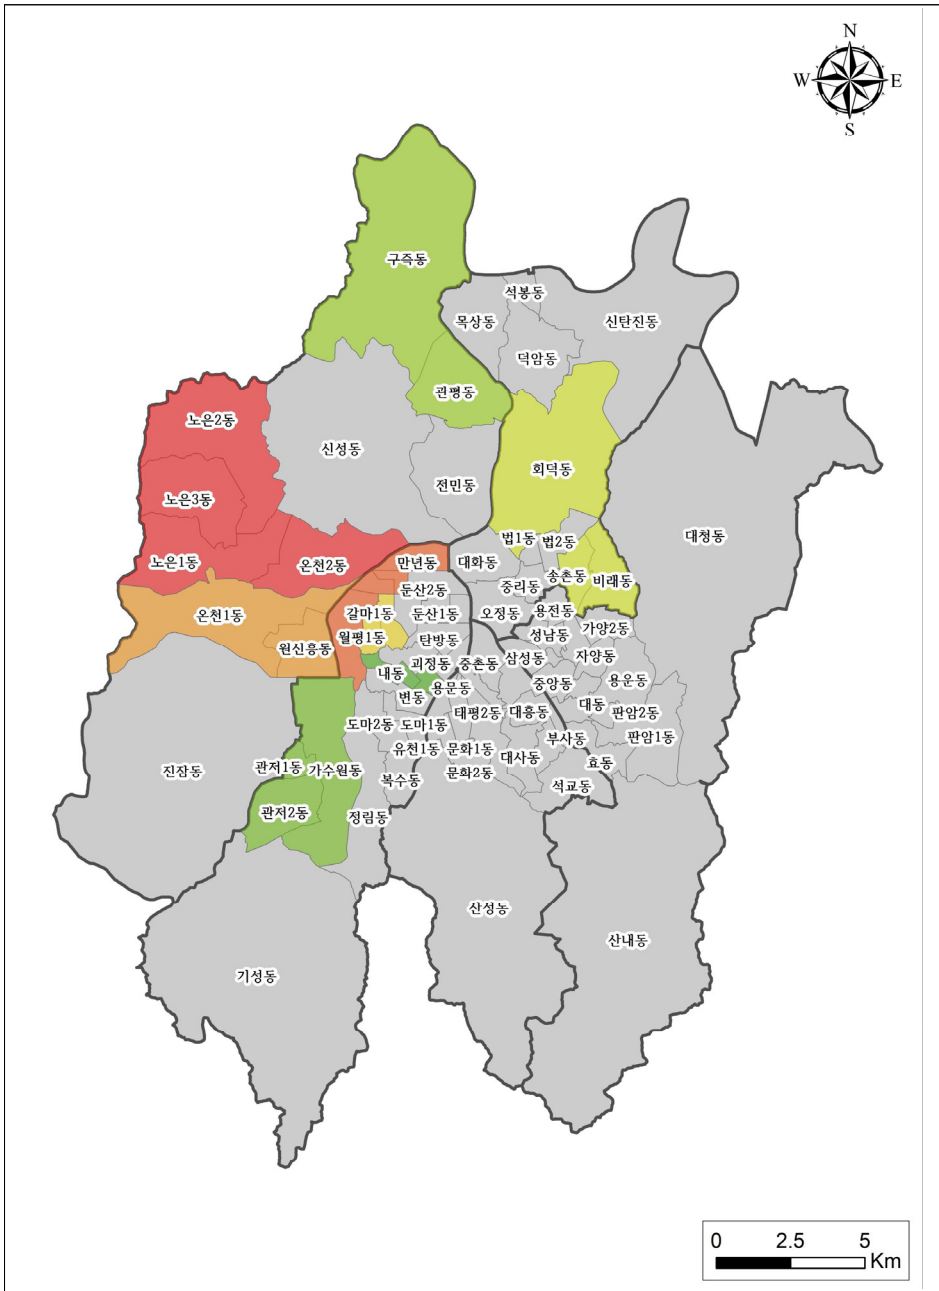 N
W E
S
구즉동
석봉동
목상동
신탄진동
덕암동
관평동
노은2동
신성동
회덕동
전민동
노은3동
대청동
법1동
법2동
만년동
대화동
노은1동
온천2동
송촌동
비래동
중리동
둔산2동
온천1동
갈마1동
둔산1동
오정동
용전동
가양2동
성남동
월평1동
탄방동
원신흥동
삼성동
자양동
괴정동
중촌동
내동
용운동
중앙동
용문동
변동
대동
판암2동
태평2동
대흥동
도마2동
도마1동
부사동
판암1동
유천1동
문화1동
대사동
효동
관저1동
가수원동
진잠동
문화2동
복수동
석교동
관저2동
정림동
산성동
산내동
기성동
0 2.5 5
Km